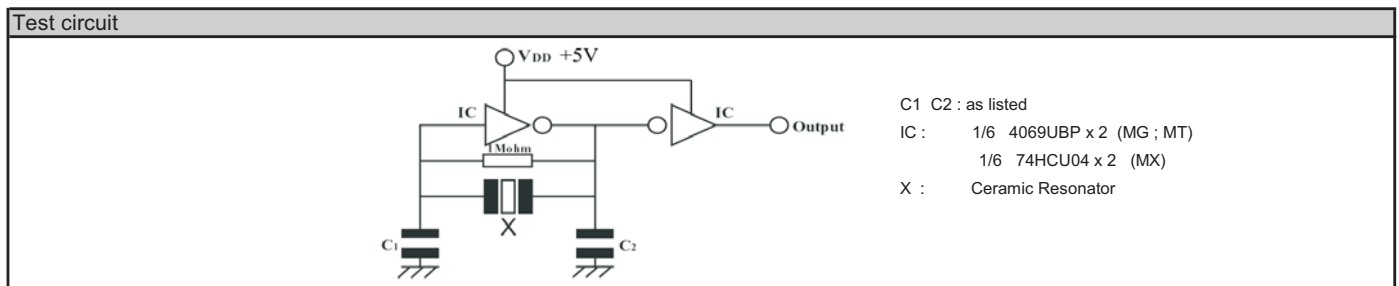 Test circuit
VDD +5V
IC
IC
Output
1Mohm
X
C1
C2
C1 C2 : as listed
IC : 1/6 4069UBP x 2 (MG ; MT)
1/6 74HCU04 x 2 (MX)
X : Ceramic Resonator